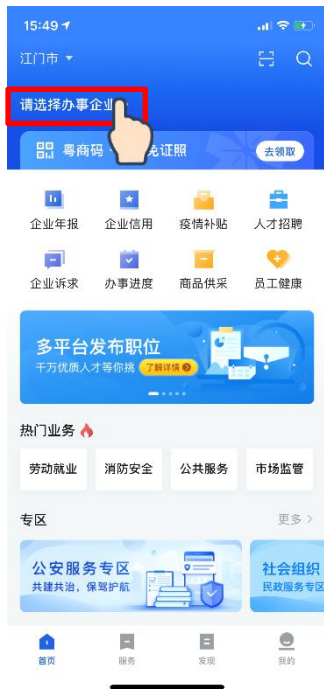 15:49
江门市
请选择办事企业
粤商码 免证照 去领取
企业年报 企业信用 疫情补贴 人才招聘
企业诉求 办事进度 商品供采 员工健康
多平台发布职位
千万优质人才等你挑 了解详情
热门业务
劳动就业 消防安全 公共服务 市场监管
专区 更多
公安服务专区 社会组织
共建共治，保驾护航 民政服务专区
首页 服务 发现 我的